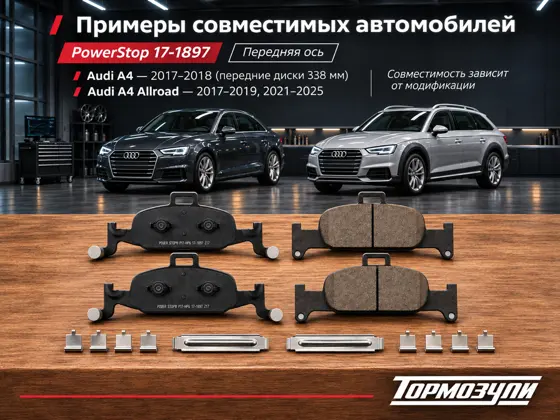 Примеры совместимых автомобилей
PowerStop 17-1897
Передняя ось
Audi A4 — 2017–2018 (передние диски 338 мм)
Audi A4 Allroad — 2017–2019, 2021–2025
Совместимость зависит
от модификации
ТОРМОЗУПИ